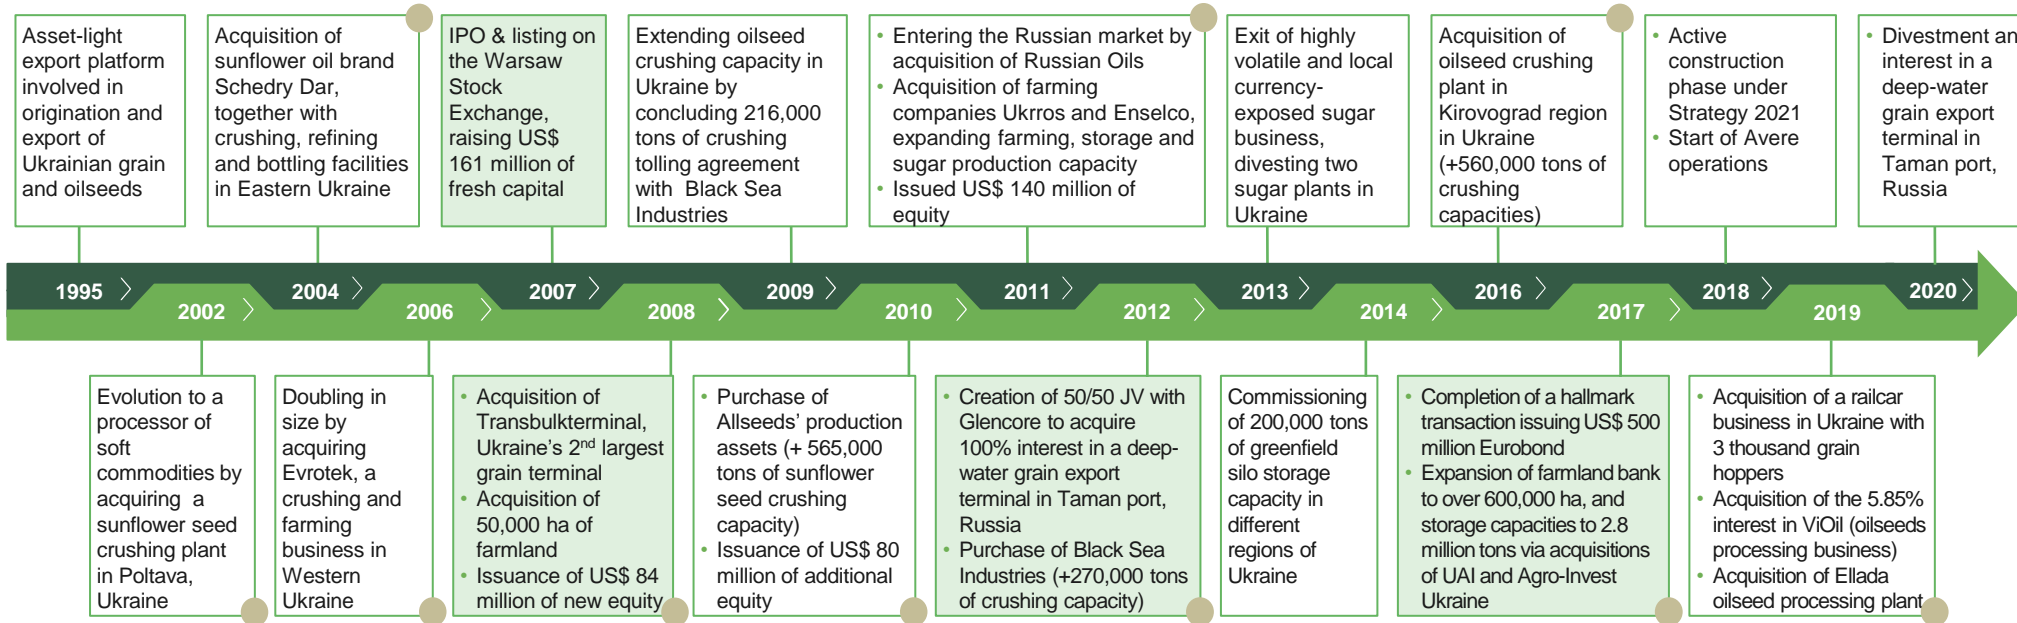 Asset-light
export platform
involved in
origination and
export of
Ukrainian grain
and oilseeds
Acquisition of
sunflower oil brand
Schedry Dar,
together with
crushing, refining
and bottling facilities
in Eastern Ukraine
IPO & listing on
the Warsaw
Stock
Exchange,
raising US$
161 million of
fresh capital
Extending oilseed
crushing capacity in
Ukraine by
concluding 216,000
tons of crushing
tolling agreement
with Black Sea
Industries
• Entering the Russian market by
acquisition of Russian Oils
• Acquisition of farming
companies Ukrros and Enselco,
expanding farming, storage and
sugar production capacity
• Issued US$ 140 million of
equity
Exit of highly
volatile and local
currency-
exposed sugar
business,
divesting two
sugar plants in
Ukraine
Acquisition of
oilseed crushing
plant in
Kirovograd region
in Ukraine
(+560,000 tons of
crushing
capacities)
• Active
construction
phase under
Strategy 2021
• Start of Avere
operations
• Divestment an
interest in a
deep-water
grain export
terminal in
Taman port,
Russia
1995
2004
2007
2009
2011
2013
2016
2018
2020
2002
2006
2008
2010
2012
2014
2017
2019
Evolution to a
processor of
soft
commodities by
acquiring a
sunflower seed
crushing plant
in Poltava,
Ukraine
Doubling in
size by
acquiring
Evrotek, a
crushing and
farming
business in
Western
Ukraine
• Acquisition of
Transbulkterminal,
Ukraine's 2nd largest
grain terminal
• Acquisition of
50,000 ha of
farmland
• Issuance of US$ 84
million of new equity
• Purchase of
Allseeds' production
assets (+ 565,000
tons of sunflower
seed crushing
capacity)
• Issuance of US$ 80
million of additional
equity
• Creation of 50/50 JV with
Glencore to acquire
100% interest in a deep-
water grain export
terminal in Taman port,
Russia
• Purchase of Black Sea
Industries (+270,000 tons
of crushing capacity)
Commissioning
of 200,000 tons
of greenfield
silo storage
capacity in
different
regions of
Ukraine
• Completion of a hallmark
transaction issuing US$ 500
million Eurobond
• Expansion of farmland bank
to over 600,000 ha, and
storage capacities to 2.8
million tons via acquisitions
of UAI and Agro-Invest
Ukraine
• Acquisition of a railcar
business in Ukraine with
3 thousand grain
hoppers
• Acquisition of the 5.85%
interest in ViOil (oilseeds
processing business)
• Acquisition of Ellada
oilseed processing plant